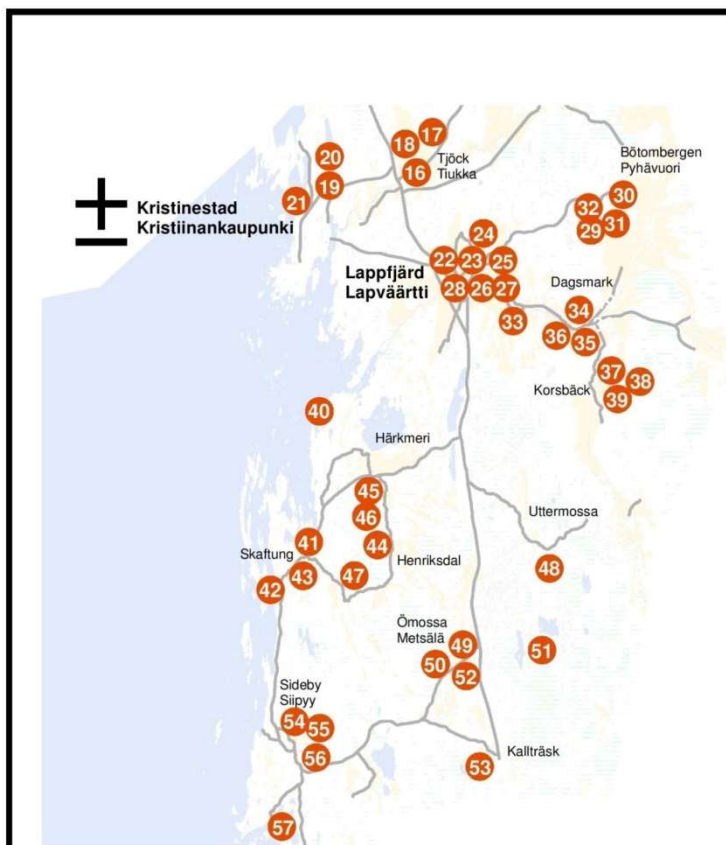 17
18
20
Tjöck
Tiukka
16
Bötombergen
Pyhävuori
19
21
30
32
31
29
Kristinestad
Kristiinankaupunki
24
22 23 25
Lappfjärd
Lapväärtti
28 26 27
Dagsmark
34
33
36
35
37
38
Korsbäck
39
40
Härkmeri
45
46
Uttermossa
41
44
Skaftung
Henriksdal
43
47
42
48
Ömossa
Metsälä
49
51
50
52
Sideby
Siipyy
54
55
56
Kallträsk
53
57